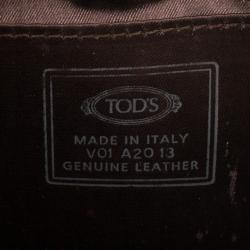 TOD'S
MADE IN ITALY
V01 A20 13
GENUINE LEATHER